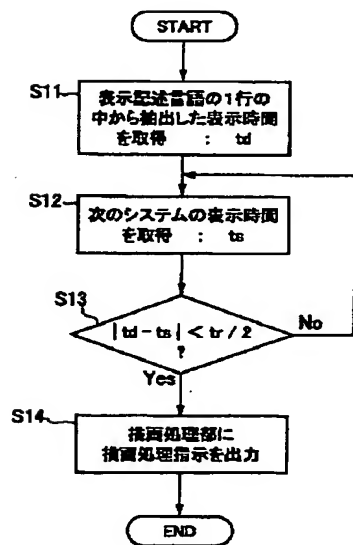 START
S11
表示記述言語の1行の
中から抽出した表示時間
を取得 : td
S12
次のシステムの表示時間
を取得 : ts
S13
|td-ts|<tr/2
?
No
Yes
S14
描画処理部に
描画処理指示を出力
END